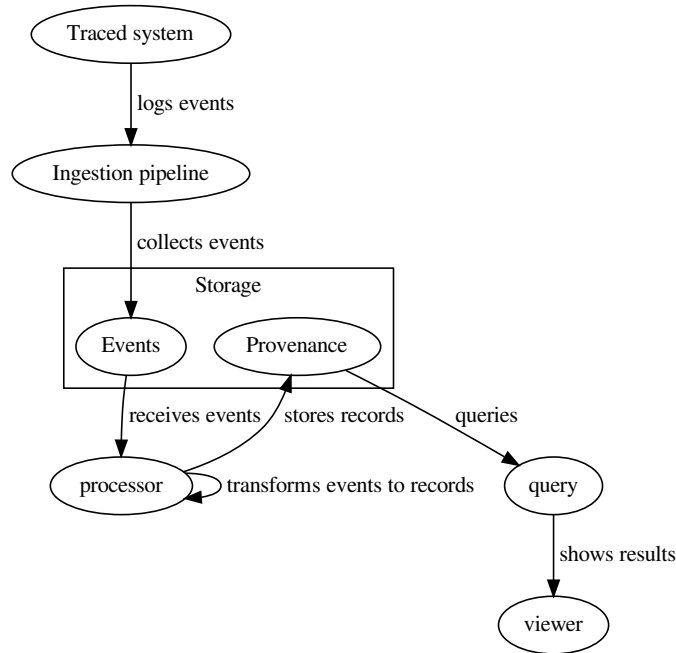 Traced system
logs events
Ingestion pipeline
collects events
Storage
Events
Provenance
receives events
stores records
queries
processor
transforms events to records
query
shows results
viewer